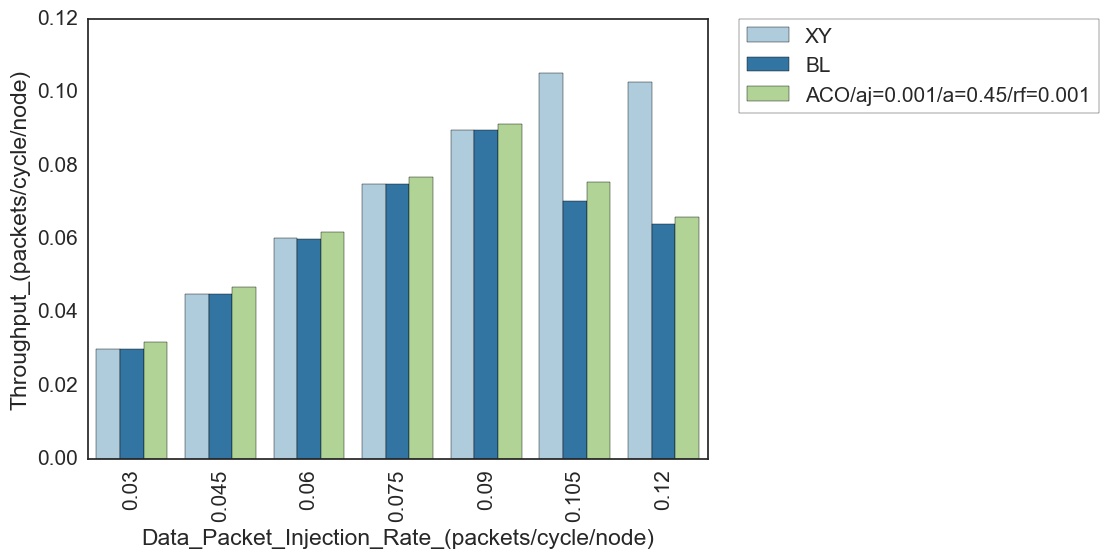 0.12
0.10
0.08
0.06
0.04
0.02
0.00
Throughput_(packets/cycle/node)
0.03
0.045
0.06
0.075
0.09
0.105
0.12
Data_Packet_Injection_Rate_(packets/cycle/node)
XY
BL
ACO/aj=0.001/a=0.45/rf=0.001